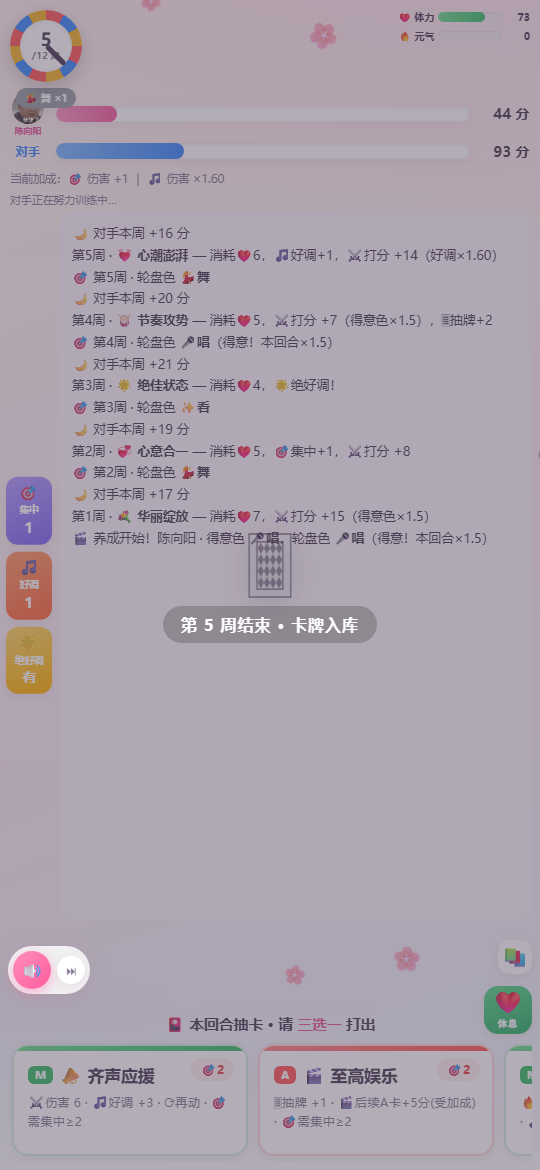 5
/12
体力 73
元气 0
舞 ×1
陈向阳 44 分
对手 93 分
当前加成: 伤害 +1 | 伤害 ×1.60
对手正在努力训练中...
对手本周 +16 分
第5周 · 心潮澎湃 — 消耗 6, 好调+1, 打分 +14（好调×1.60）
第5周 · 轮盘色 舞
对手本周 +20 分
第4周 · 节奏攻势 — 消耗 5, 打分 +7（得意色×1.5）, 抽牌+2
第4周 · 轮盘色 唱（得意！本回合×1.5）
对手本周 +21 分
第3周 · 绝佳状态 — 消耗 4, 绝好调!
第3周 · 轮盘色 看
对手本周 +19 分
第2周 · 心意合一 — 消耗 5, 集中+1, 打分 +8
第2周 · 轮盘色 舞
对手本周 +17 分
第1周 · 华丽绽放 — 消耗 7, 打分 +15（得意色×1.5）
养成开始！陈向阳 · 得意色 唱, 轮盘色 唱（得意！本回合×1.5）
集中
1
好调
1
绝好调
有
第 5 周结束 • 卡牌入库
休息
本回合抽卡 • 请 三选一 打出
M 齐声应援 2
伤害 6 · 好调 +3 · 再动 ·
需集中≥2
A 至高娱乐 2
抽牌 +1 · 后续A卡+5分(受加成)
· 需集中≥2
M